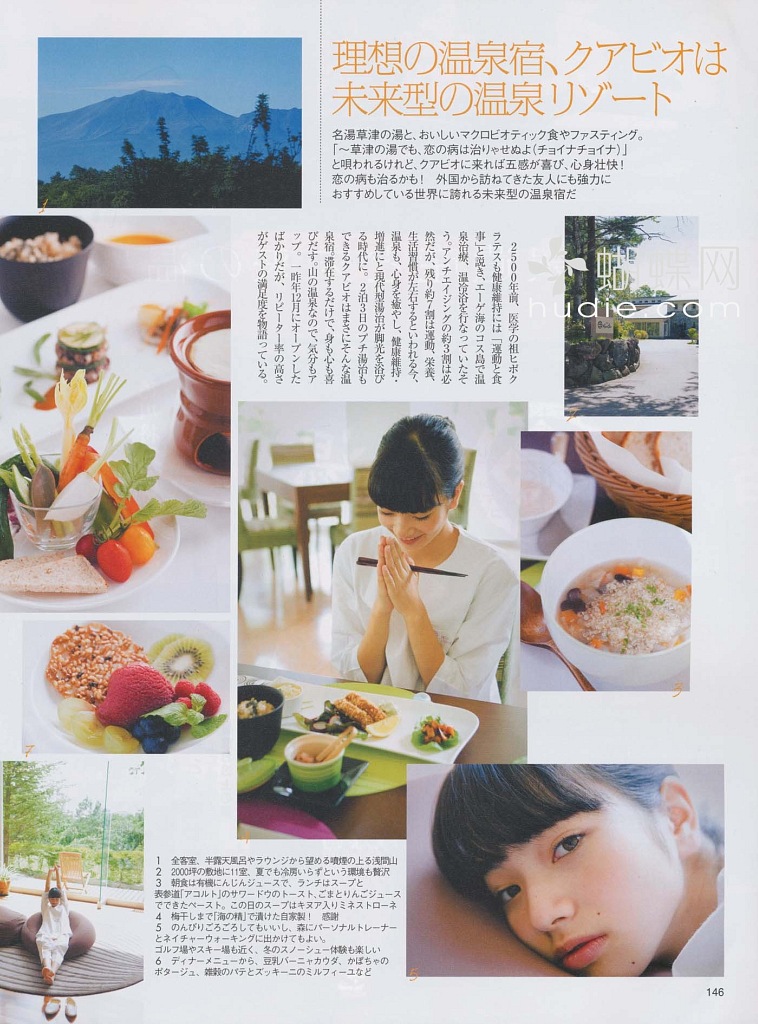 理想の温泉宿、クアビオは
未来型の温泉リゾート
名湯草津の湯と、おいしいマクロビオティック食やファスティング。
「～草津の湯でも、恋の病は治りゃせぬよ(チョイナチョイナ)」
と唄われるけれど、クアビオに来れば五感が喜び、心身壮快！
恋の病も治るかも！　外国から訪ねてきた友人にも強力に
おすすめしている世界に誇れる未来型の温泉宿だ
2500年前、医学の祖ヒポク
ラテスも健康維持には「運動と食
事」と説き、エーゲ海のコス島で温
泉治療、温冷浴を行なっていたそ
う。アンチエイジングの約3割は必
然だが、残り約7割は運動、栄養、
生活習慣が左右するといわれる今、
温泉も、心身を癒やし、健康維持・
増進にと現代型湯治が脚光を浴び
る時代に。2泊3日のプチ湯治も
できるクアビオはまさにそんな温
泉宿。滞在するだけで、身も心も喜
びだす。山の温泉なので、気分もア
ップ。一昨年12月にオープンした
ばかりだが、リピーター率の高さ
がゲストの満足度を物語っている。
蝴蝶网
hudie.com
1　全客室、半露天風呂やラウンジから望める噴煙の上る浅間山
2　2000坪の敷地に11室、夏でも冷房いらずという環境も贅沢
3　朝食は有機にんじんジュースで、ランチはスープと
表参道「アコルト」のサワードウのトースト、ごまとりんごジュース
でできたペースト。この日のスープはキヌア入りミネストローネ
4　梅干しまで「海の精」で漬けた自家製！　感謝
5　のんびりごろごろしてもいいし、森にパーソナルトレーナー
とネイチャーウォーキングに出かけてもよい。
ゴルフ場やスキー場も近く、冬のスノーシュー体験も楽しい
6　ディナーメニューから、豆乳バーニャカウダ、かぼちゃの
ポタージュ、雑穀のパテとズッキーニのミルフィーユなど
1
3
7
5
146